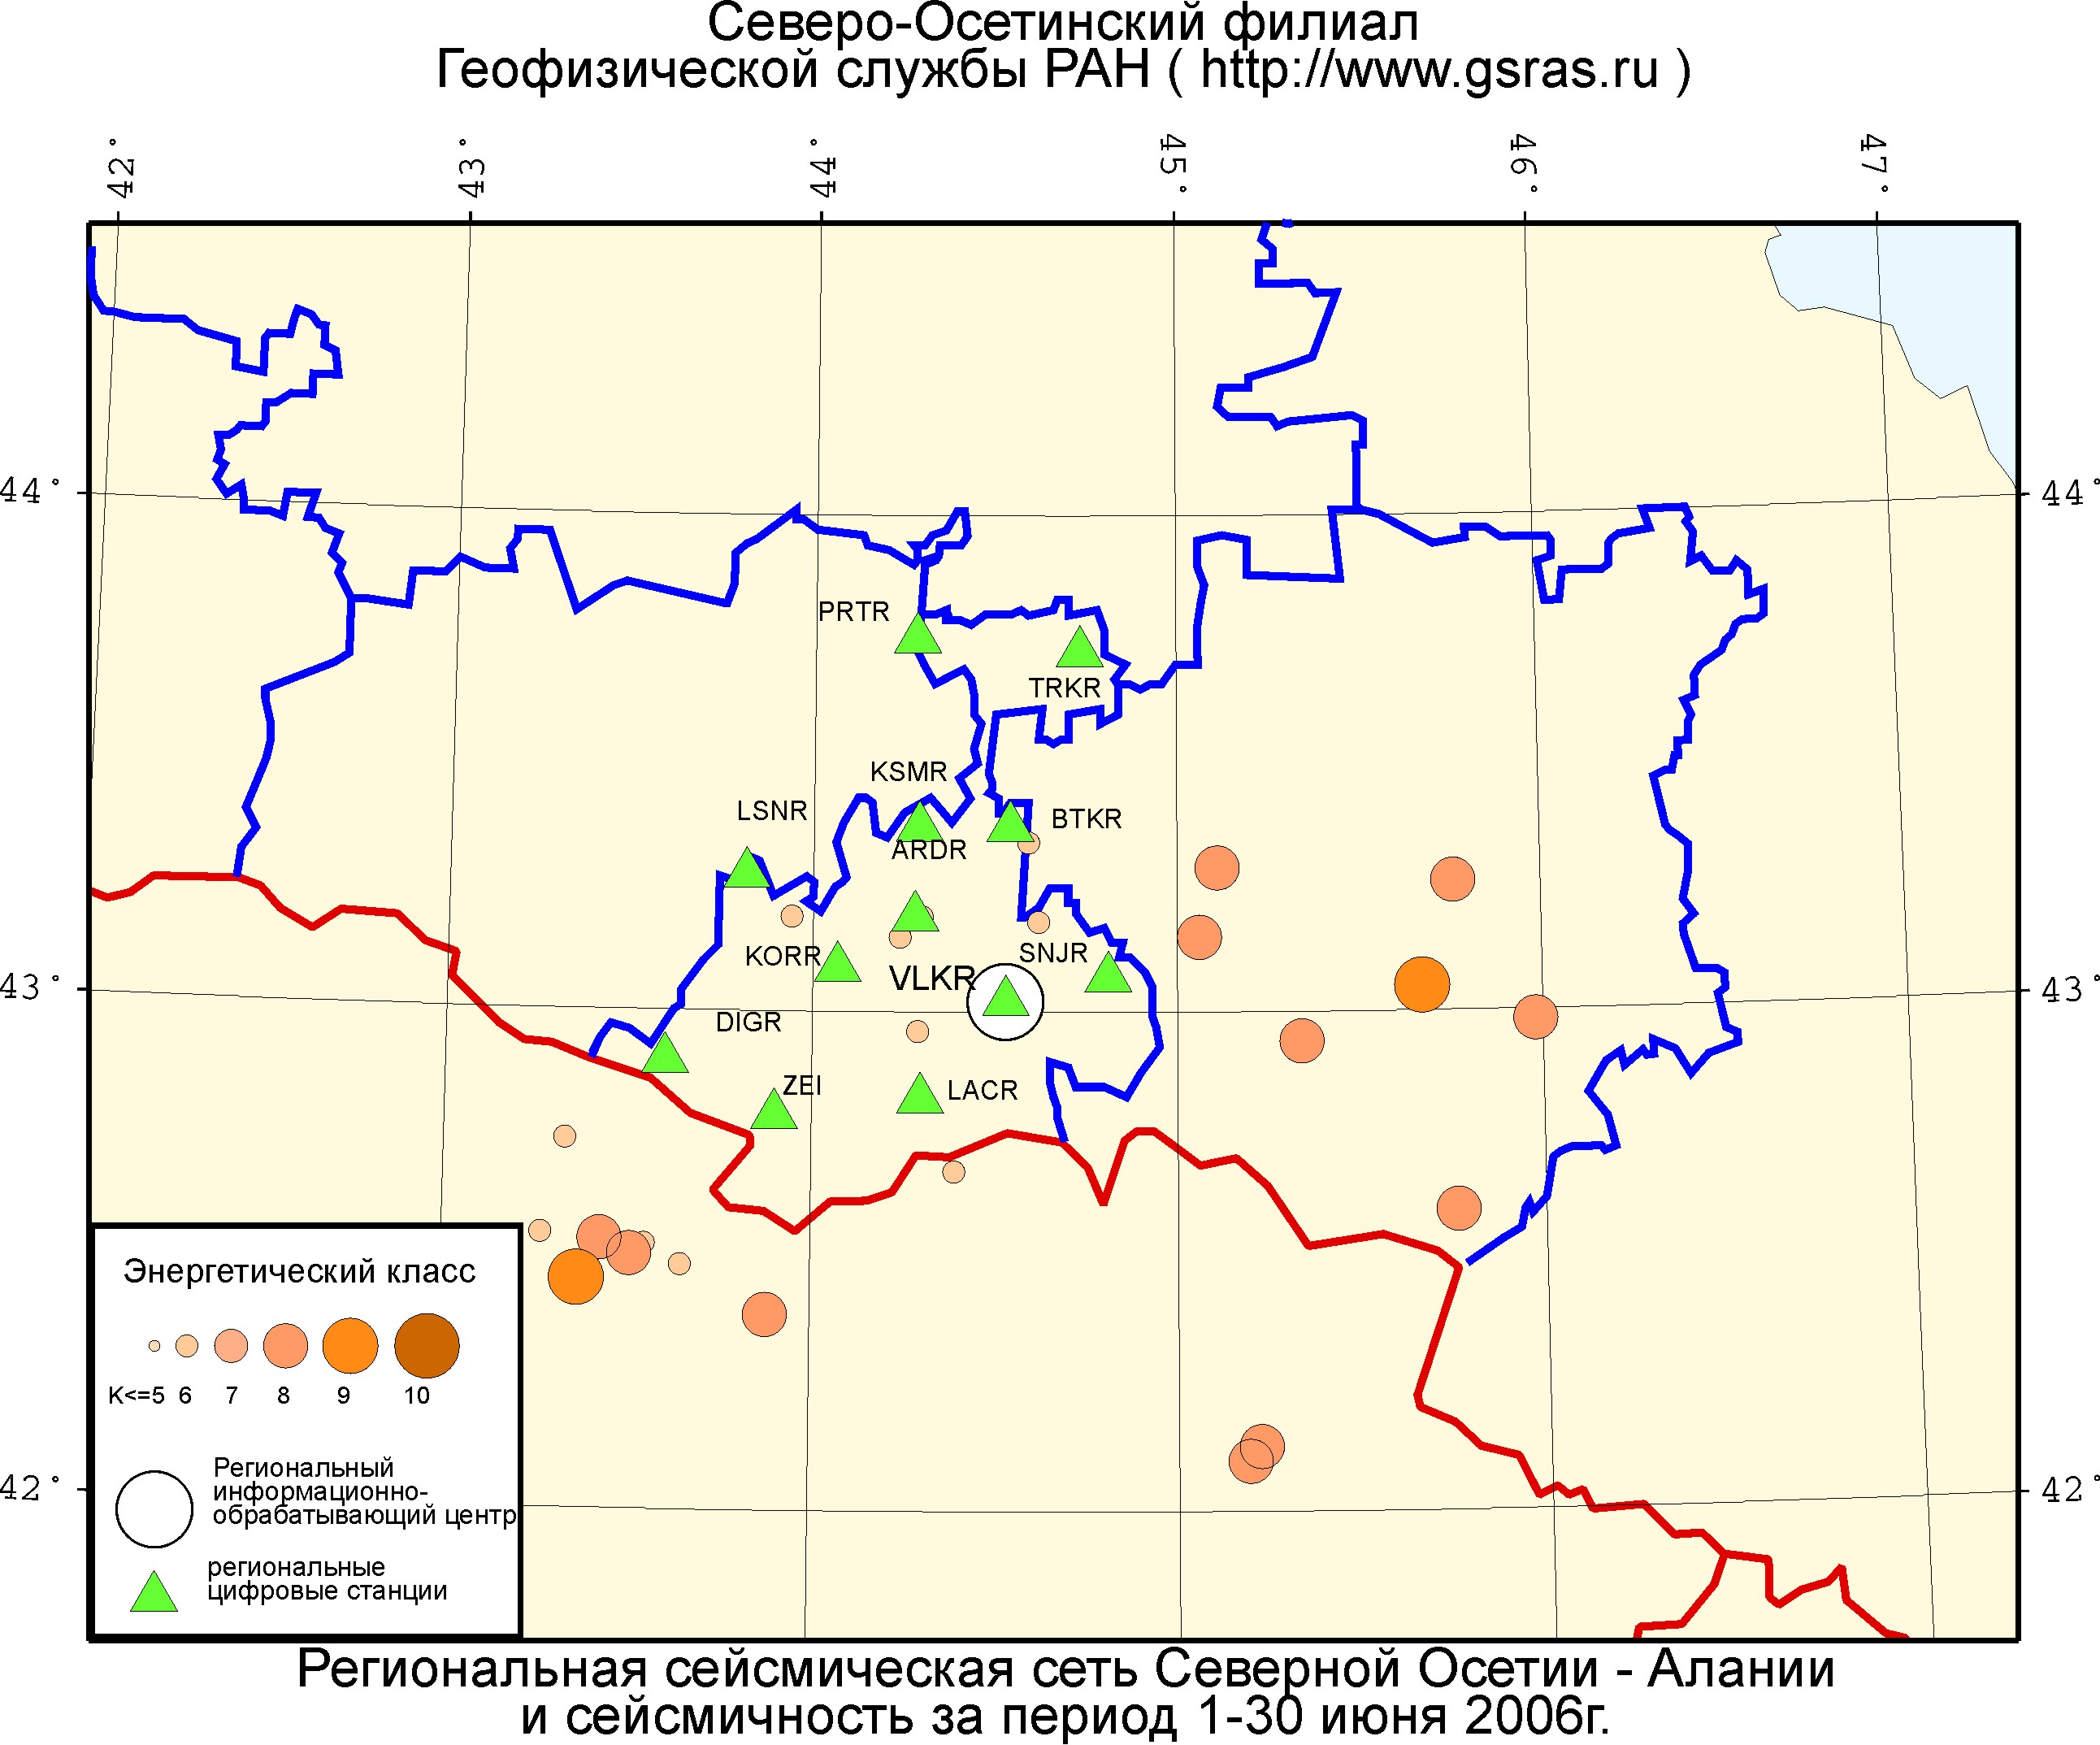 Северо-Осетинский филиал
Геофизической службы РАН ( http://www.gsras.ru )
42°
43°
44°
45°
46°
47°
44°
44°
PRTR
TRKR
KSMR
LSNR
BTKR
ARDR
KORR
SNJR
VLKR
43°
43°
DIGR
ZEI
LACR
Энергетический класс
K<=5 6 7 8 9 10
Региональный
информационно-
обрабатывающий центр
42°
42°
региональные
цифровые станции
Региональная сейсмическая сеть Северной Осетии - Алании
и сейсмичность за период 1-30 июня 2006г.